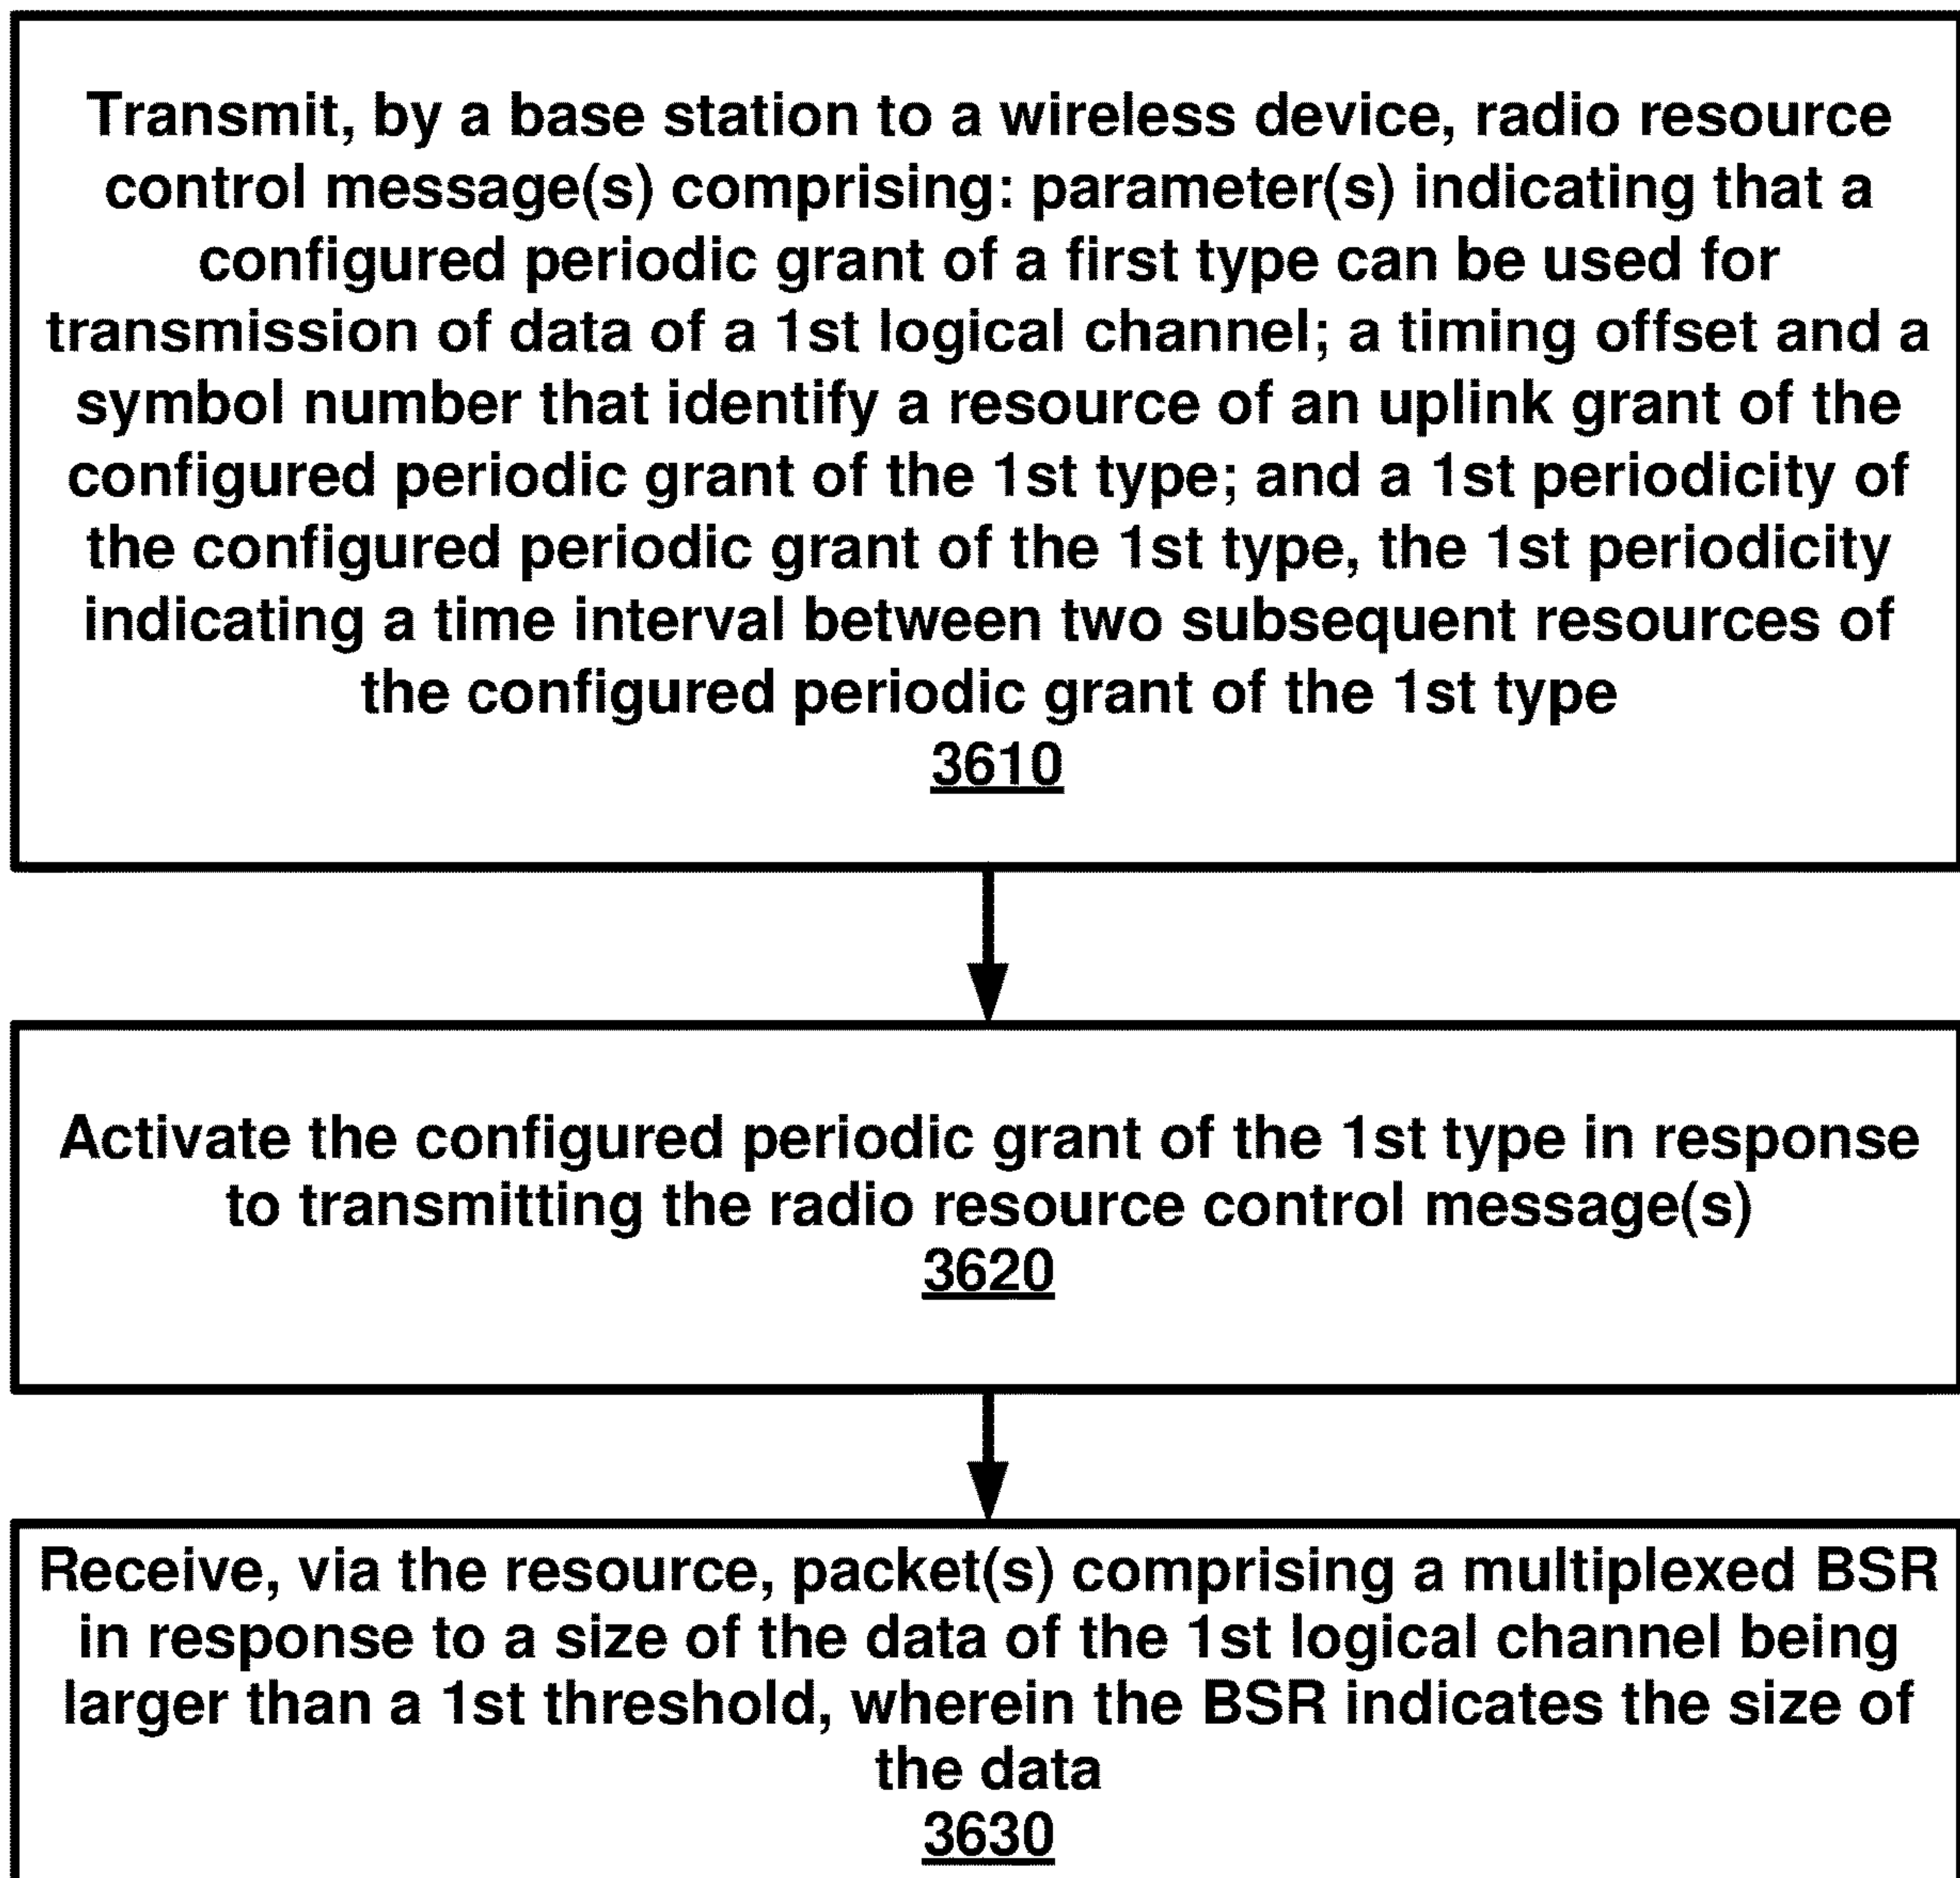 Transmit, by a base station to a wireless device, radio resource
control message(s) comprising: parameter(s) indicating that a
configured periodic grant of a first type can be used for
transmission of data of a 1st logical channel; a timing offset and a
symbol number that identify a resource of an uplink grant of the
configured periodic grant of the 1st type; and a 1st periodicity of
the configured periodic grant of the 1st type, the 1st periodicity
indicating a time interval between two subsequent resources of
the configured periodic grant of the 1st type
3610
Activate the configured periodic grant of the 1st type in response
to transmitting the radio resource control message(s)
3620
Receive, via the resource, packet(s) comprising a multiplexed BSR
in response to a size of the data of the 1st logical channel being
larger than a 1st threshold, wherein the BSR indicates the size of
the data
3630